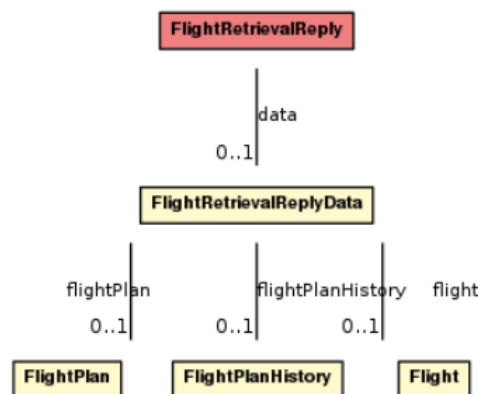 FlightRetrievalReply
data
0..1
FlightRetrievalReplyData
flightPlan flightPlanHistory flight
0..1 0..1 0..1
FlightPlan FlightPlanHistory Flight